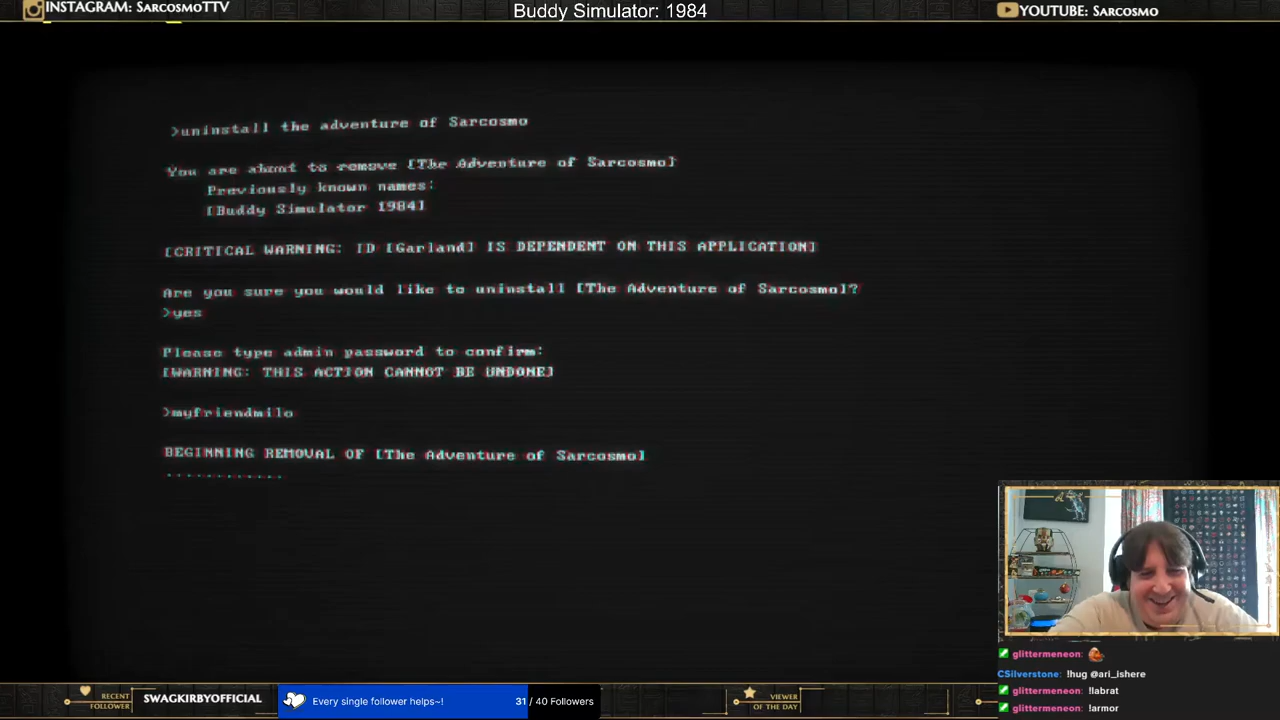 INSTAGRAM: SarcosmoTTV
Buddy Simulator: 1984
YOUTUBE: Sarcosmo
>uninstall the adventure of Sarcosmo
You are about to remove [The Adventure of Sarcosmo]
Previously known names:
[Buddy Simulator 1984]
[CRITICAL WARNING: ID [Garland] IS DEPENDENT ON THIS APPLICATION]
Are you sure you would like to uninstall [The Adventure of Sarcosmo]?
>yes
Please type admin password to confirm:
[WARNING: THIS ACTION CANNOT BE UNDONE]
>myfriendmilo
BEGINNING REMOVAL OF [The Adventure of Sarcosmo]
............
glittermeneon:
CSilverstone: !hug @ari_ishere
glittermeneon: !labrat
glittermeneon: !armor
RECENT FOLLOWER
SWAGKIRBYOFFICIAL
Every single follower helps~! 31 / 40 Followers
VIEWER OF THE DAY